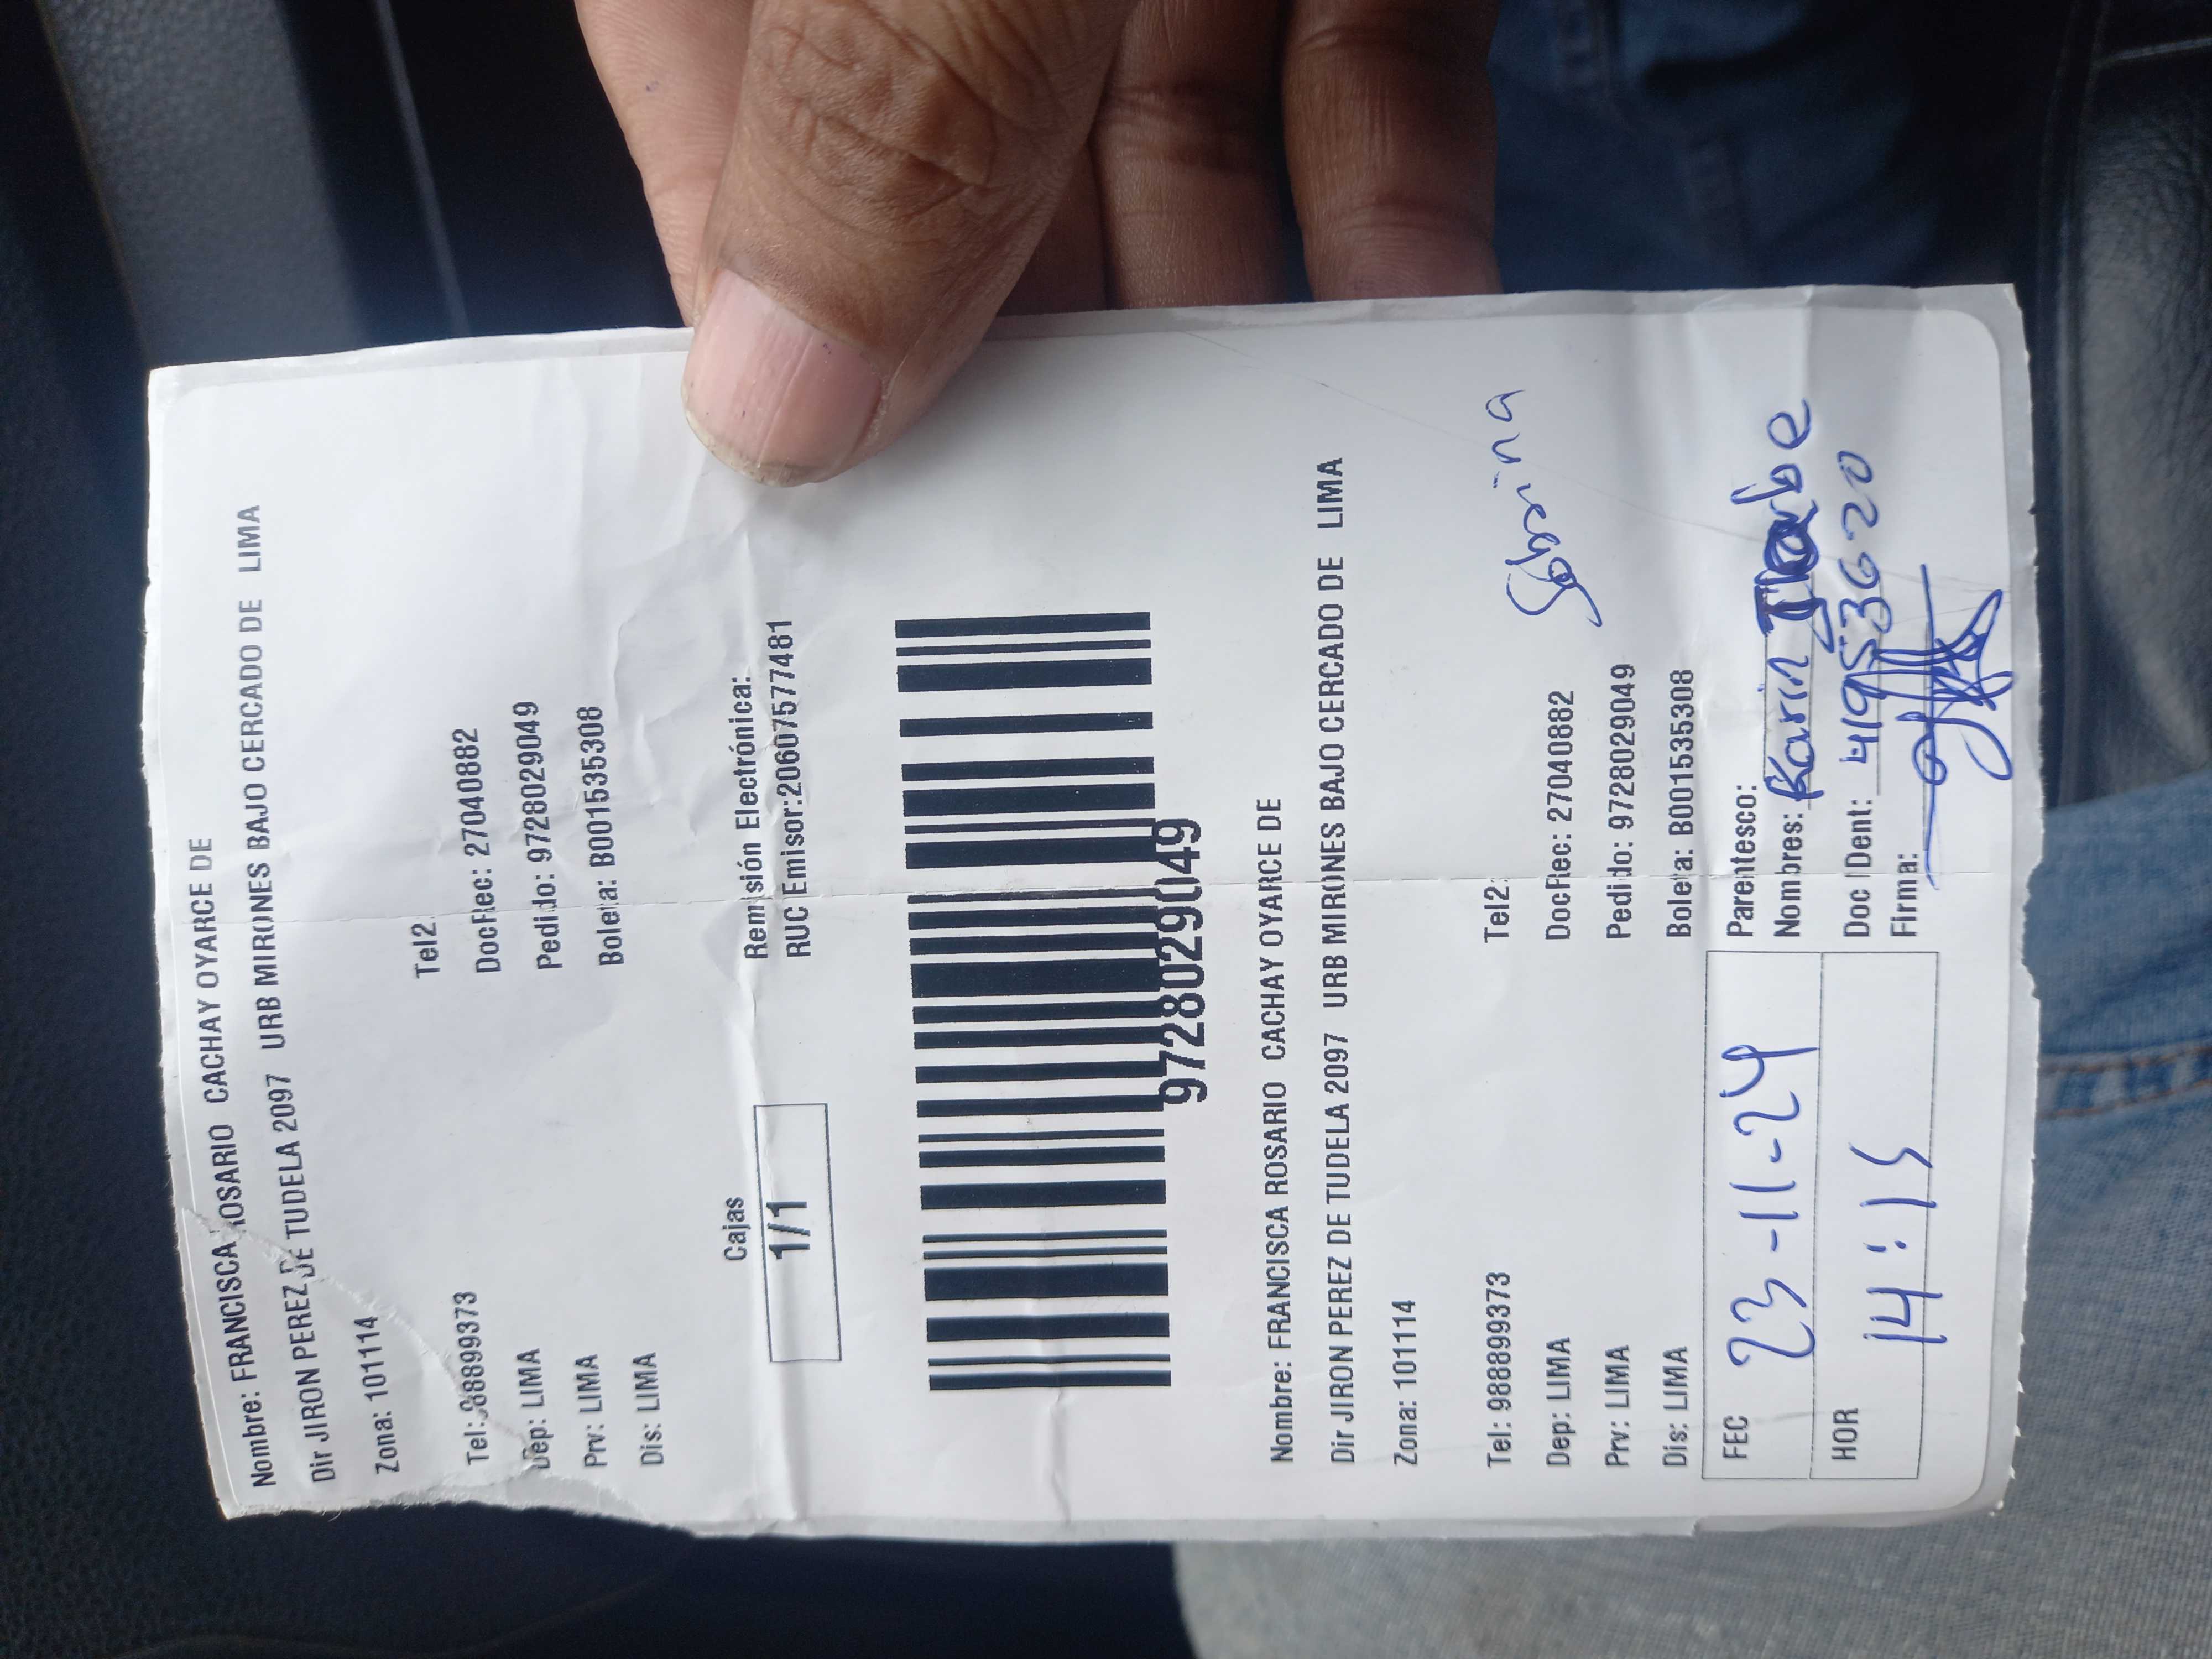 Nombre: FRANCISCA ROSARIO CACHAY OYARCE DE
Dir JIRON PEREZ DE TUDELA 2097 URB MIRONES BAJO CERCADO DE LIMA
Zona: 101114
Tel: 988899373 Tel2
Dep: LIMA DocRec: 27040882
Prv: LIMA Pedido: 9728029049
Dis: LIMA Boleta: B001535308
Cajas Remisión Electrónica:
1/1 RUC Emisor:20607577481
9728029049
Nombre: FRANCISCA ROSARIO CACHAY OYARCE DE
Dir JIRON PEREZ DE TUDELA 2097 URB MIRONES BAJO CERCADO DE LIMA
Zona: 101114
Tel: 988899373 Tel2: Sobrina
Dep: LIMA DocRec: 27040882
Prv: LIMA Pedido: 9728029049
Dis: LIMA Boleta: B001535308
FEC 23-11-24 Parentesco:
Nombres: Karin
HOR 14:15 Doc IDent: 41953620
Firma: